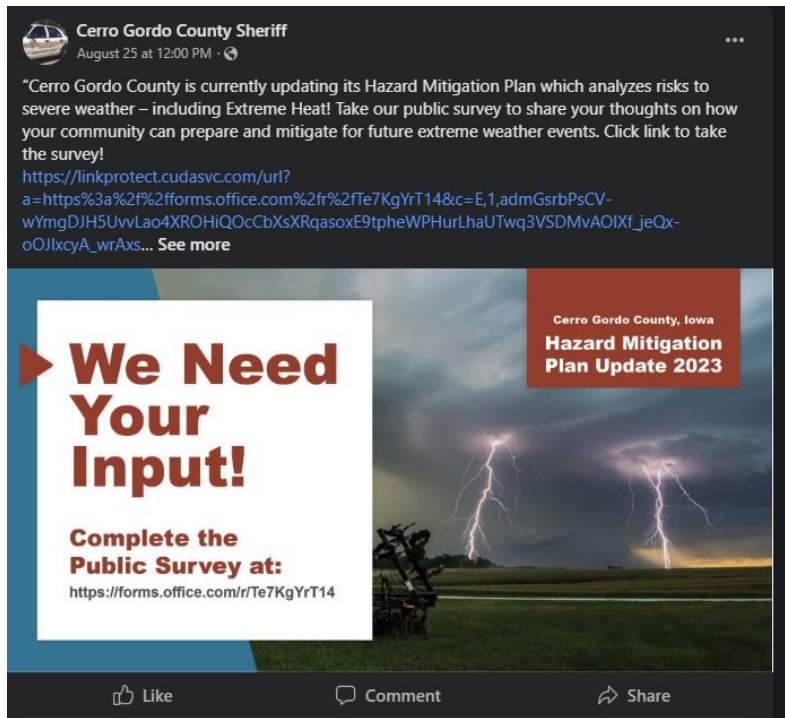 Cerro Gordo County Sheriff
August 25 at 12:00 PM ·
“Cerro Gordo County is currently updating its Hazard Mitigation Plan which analyzes risks to
severe weather – including Extreme Heat! Take our public survey to share your thoughts on how
your community can prepare and mitigate for future extreme weather events. Click link to take
the survey!
https://linkprotect.cudasvc.com/url?
a=https%3a%2f%2fforms.office.com%2fr%2fTe7KgYrT14&c=E,1,admGsrbPsCV-
wYmgDJH5UvvLao4XROHiQOcCbXsXRqasoxE9tpheWPHurLhaUTwq3VSDMvAOIXf_jeQx-
oOJlxcyA_wrAxs... See more
Cerro Gordo County, Iowa
Hazard Mitigation
Plan Update 2023
We Need
Your
Input!
Complete the
Public Survey at:
https://forms.office.com/r/Te7KgYrT14
Like
Comment
Share